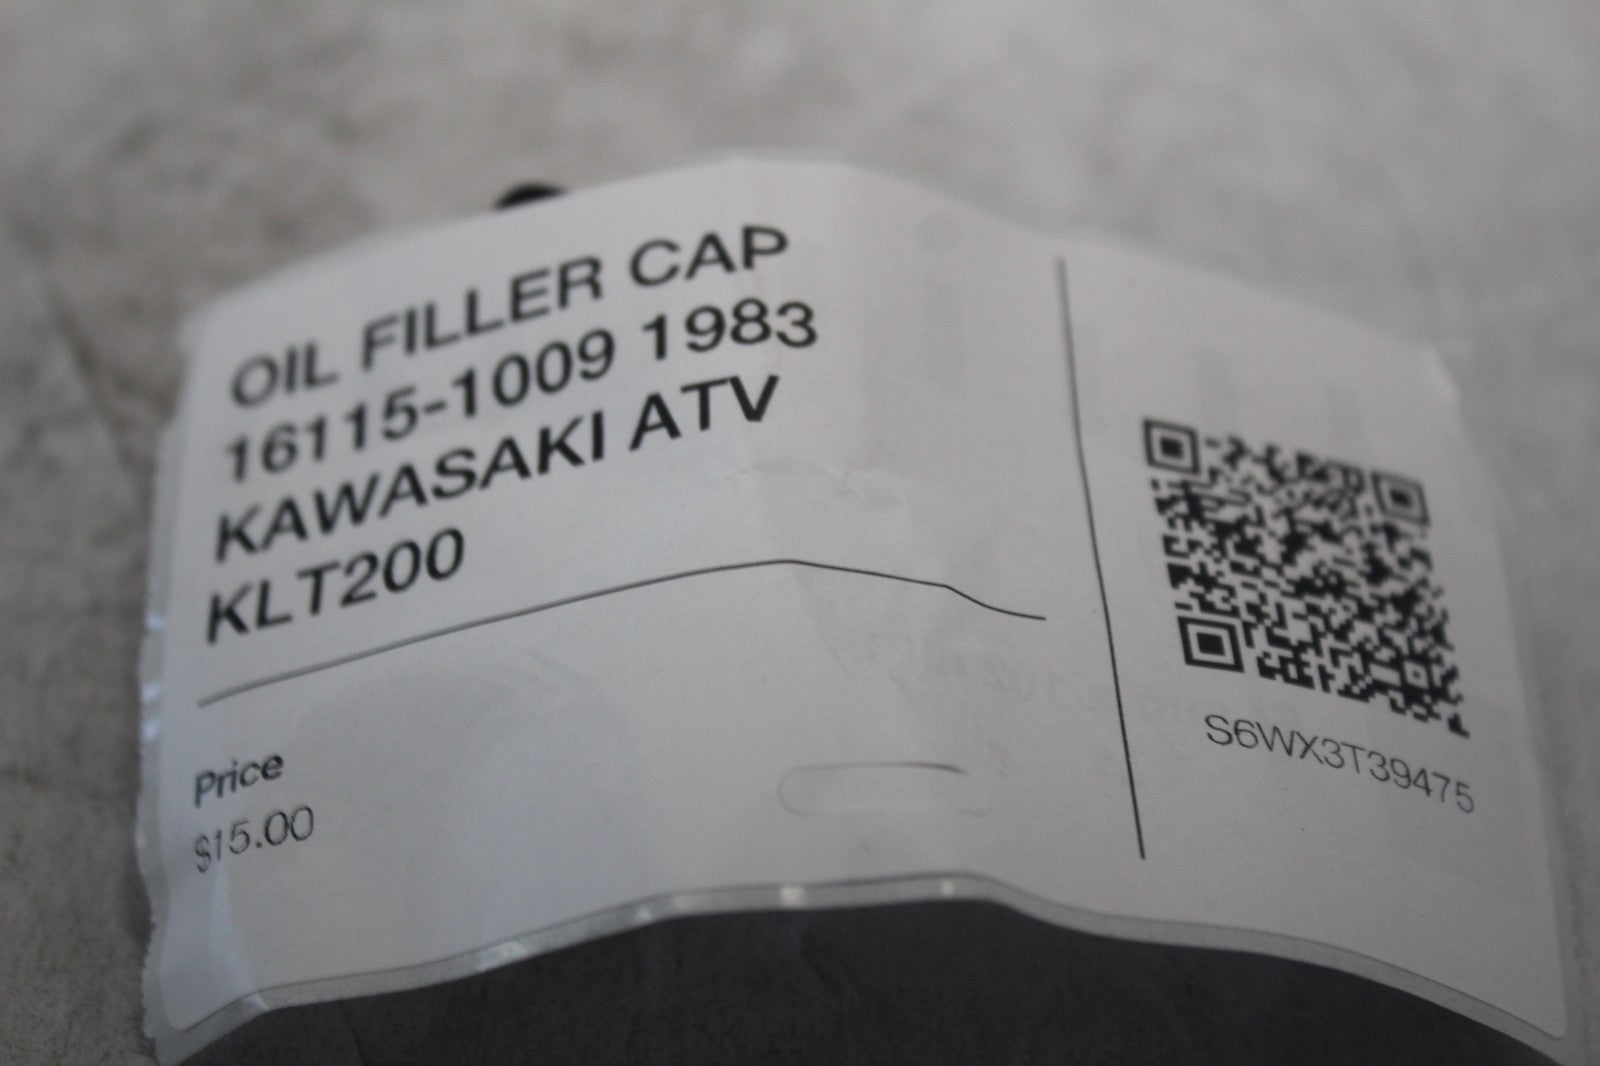 OIL FILLER CAP
16115-1009 1983
KAWASAKI ATV
KLT200
Price
$15.00
S6WX3T39475